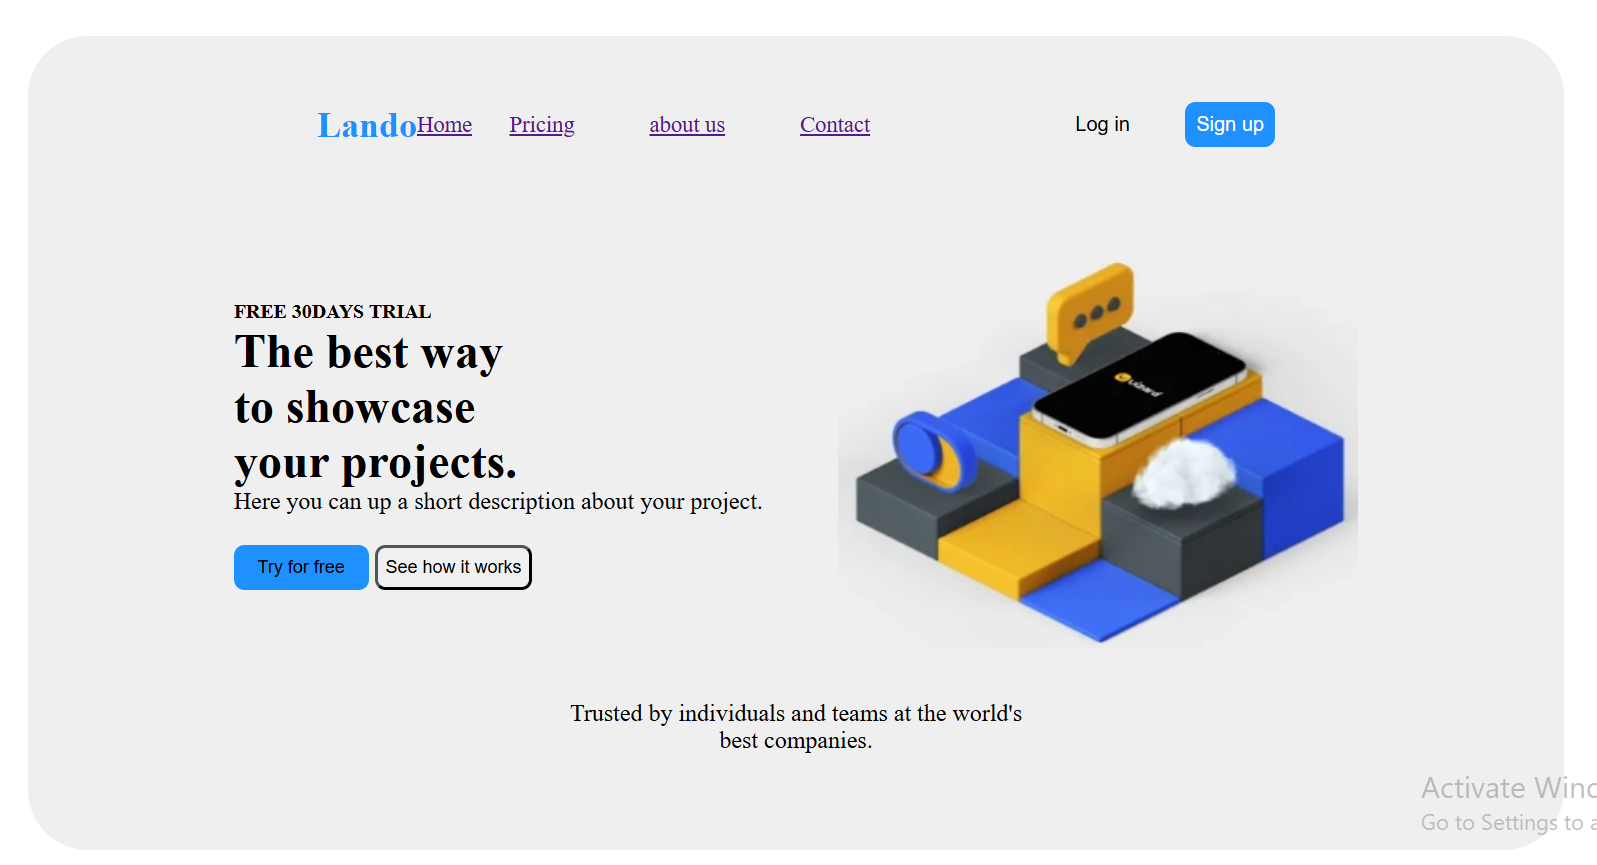 Lando Home Pricing about us Contact Log in Sign up
FREE 30DAYS TRIAL
The best way
to showcase
your projects.
Here you can up a short description about your project.
Try for free See how it works
Trusted by individuals and teams at the world's
best companies.
Activate Winc
Go to Settings to a